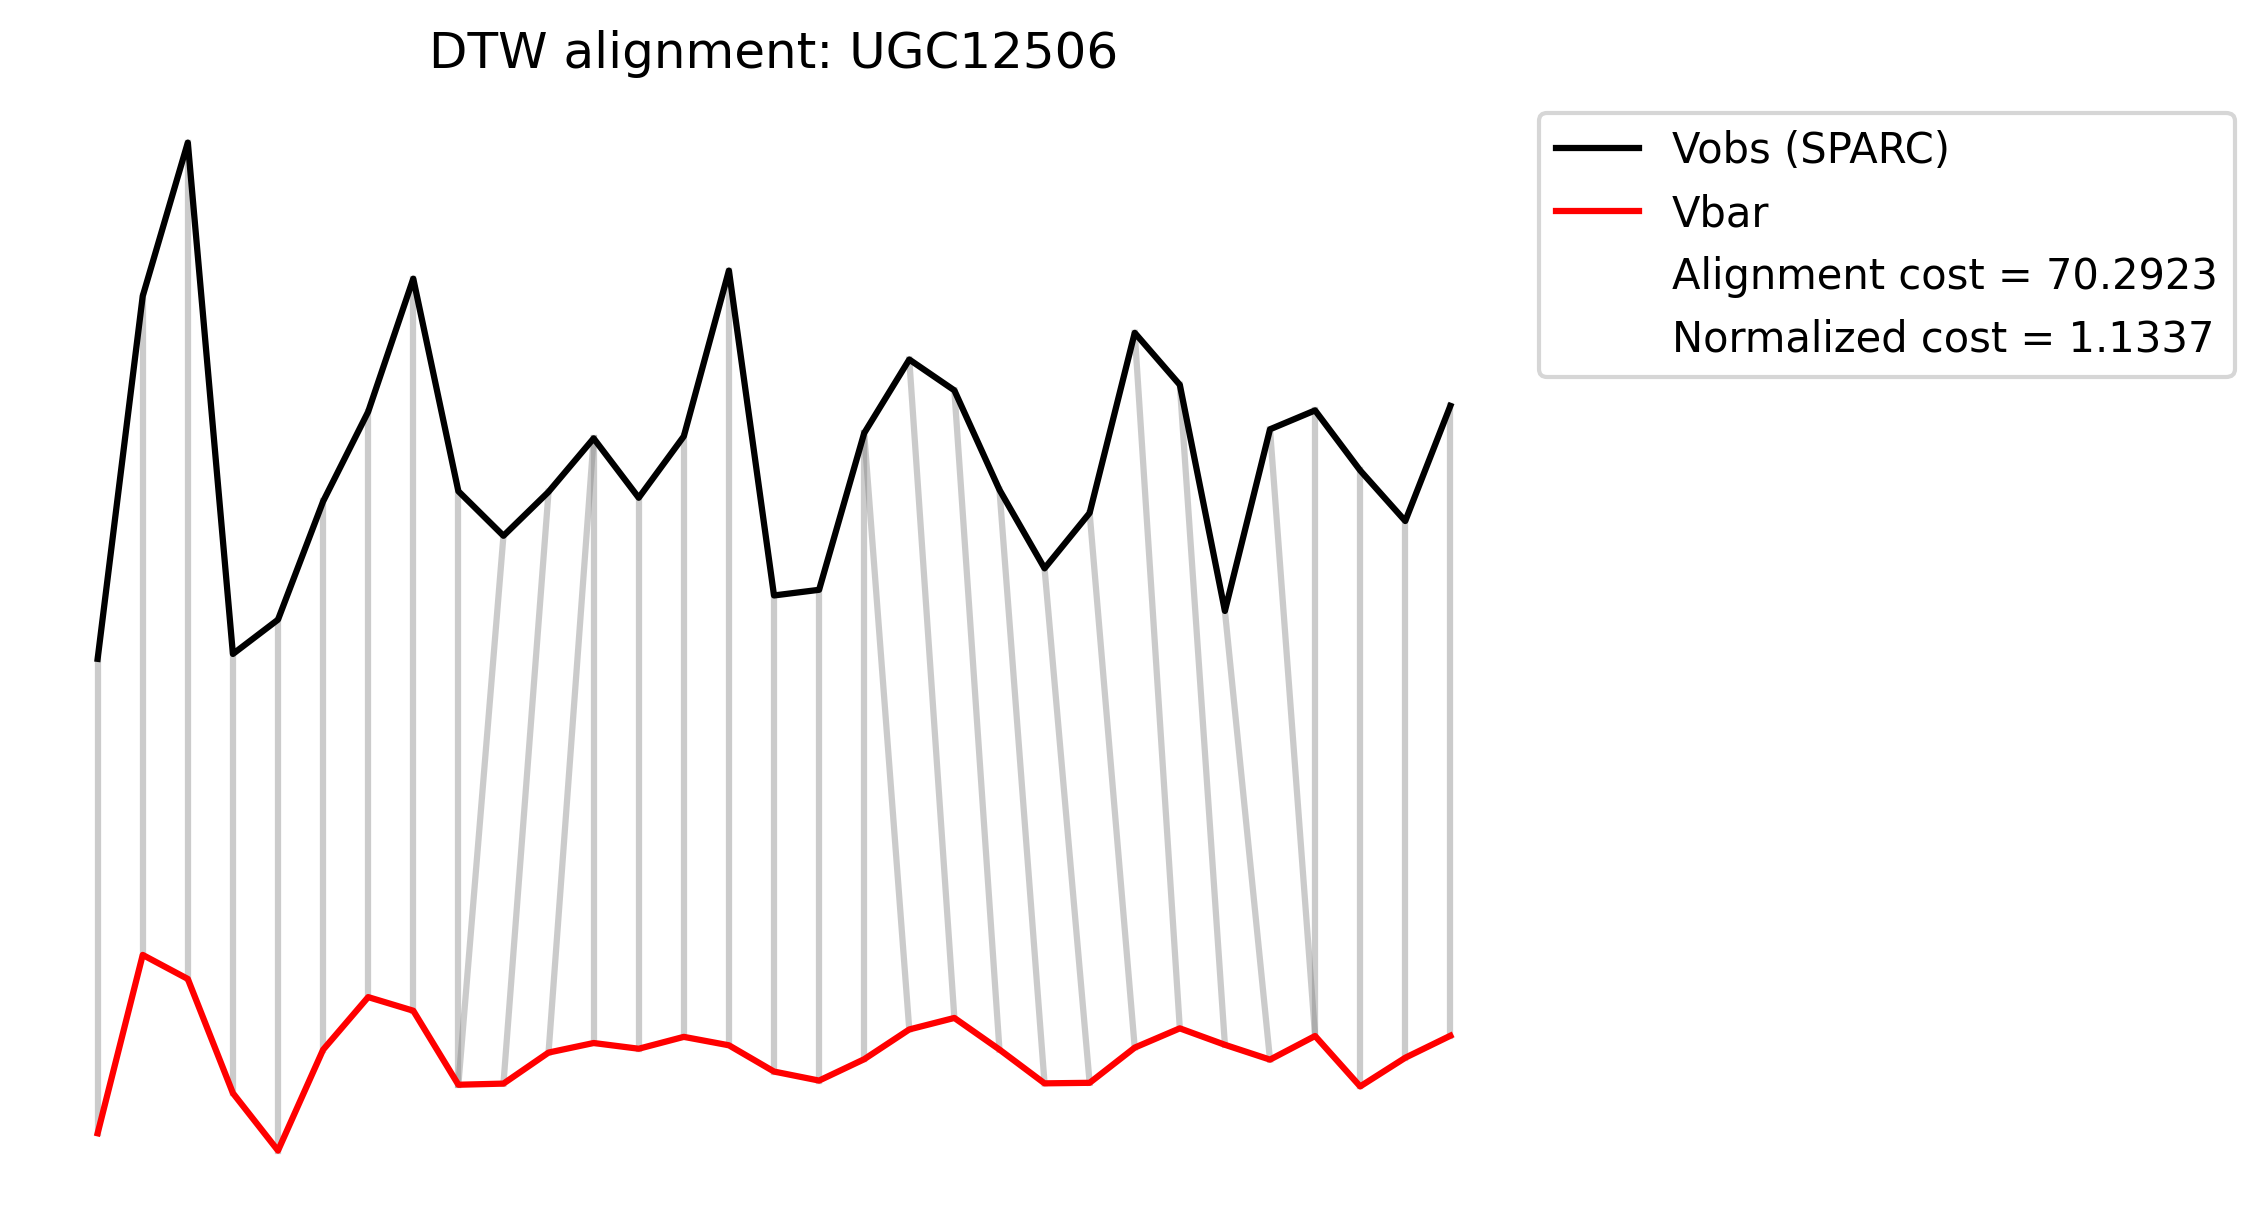 DTW alignment: UGC12506
Vobs (SPARC)
Vbar
Alignment cost = 70.2923
Normalized cost = 1.1337